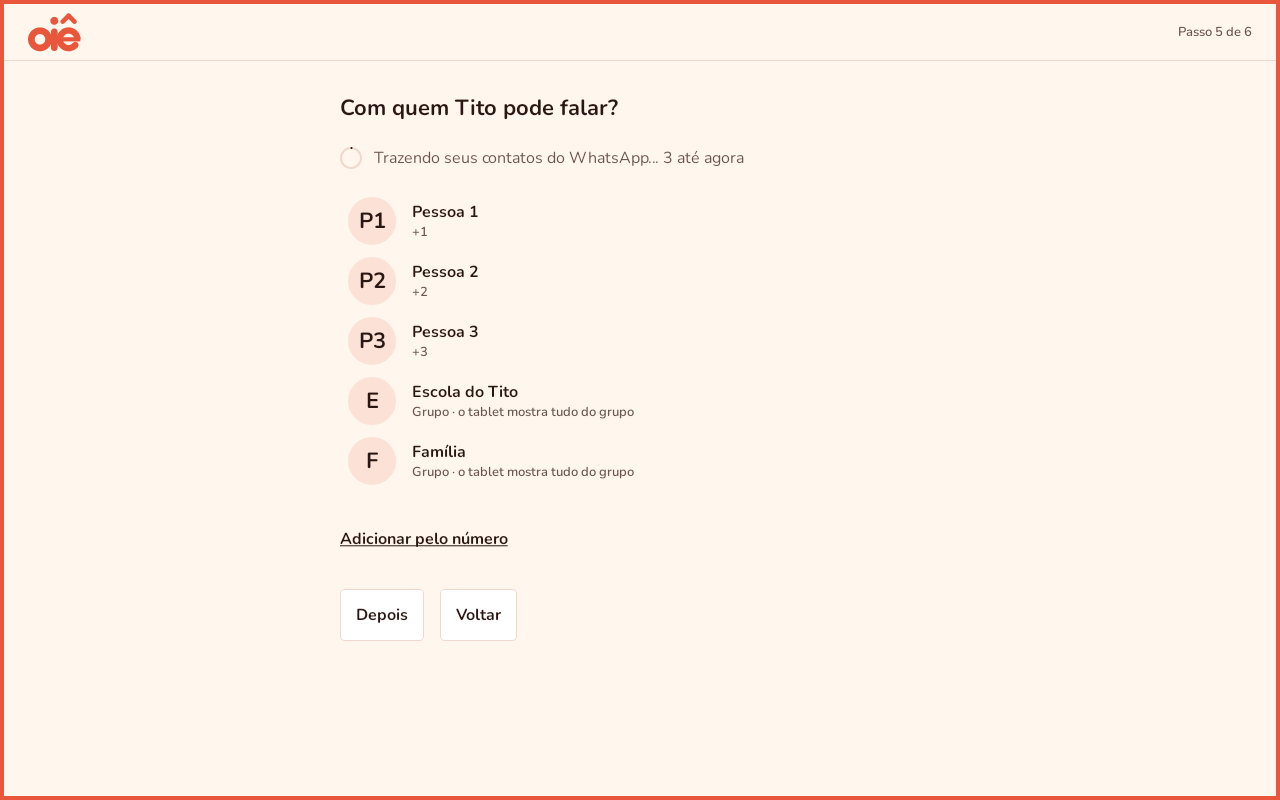 oiê
Passo 5 de 6
Com quem Tito pode falar?
Trazendo seus contatos do WhatsApp... 3 até agora
P1
Pessoa 1
+1
P2
Pessoa 2
+2
P3
Pessoa 3
+3
E
Escola do Tito
Grupo · o tablet mostra tudo do grupo
F
Família
Grupo · o tablet mostra tudo do grupo
Adicionar pelo número
Depois
Voltar